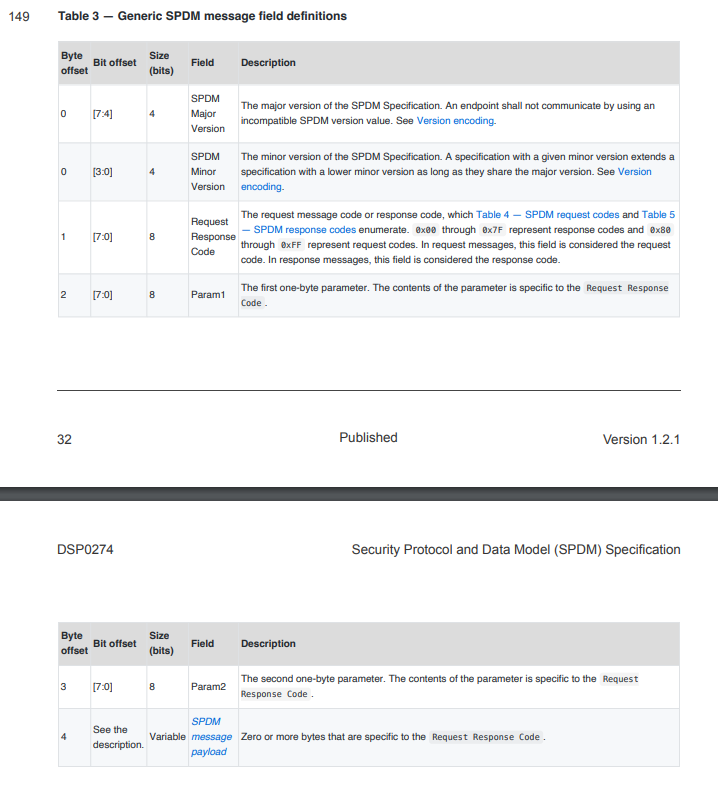 149
Table 3 — Generic SPDM message field definitions
Byte offset Bit offset Size (bits) Field Description
0 [7:4] 4 SPDM Major Version The major version of the SPDM Specification. An endpoint shall not communicate by using an
incompatible SPDM version value. See Version encoding.
0 [3:0] 4 SPDM Minor Version The minor version of the SPDM Specification. A specification with a given minor version extends a
specification with a lower minor version as long as they share the major version. See Version
encoding.
1 [7:0] 8 Request Response Code The request message code or response code, which Table 4 — SPDM request codes and Table 5
— SPDM response codes enumerate. 0x00 through 0x7F represent response codes and 0x80
through 0xFF represent request codes. In request messages, this field is considered the request
code. In response messages, this field is considered the response code.
2 [7:0] 8 Param1 The first one-byte parameter. The contents of the parameter is specific to the Request Response
Code .
32
Published
Version 1.2.1
DSP0274
Security Protocol and Data Model (SPDM) Specification
Byte offset Bit offset Size (bits) Field Description
3 [7:0] 8 Param2 The second one-byte parameter. The contents of the parameter is specific to the Request
Response Code .
4 See the description. Variable SPDM message payload Zero or more bytes that are specific to the Request Response Code .